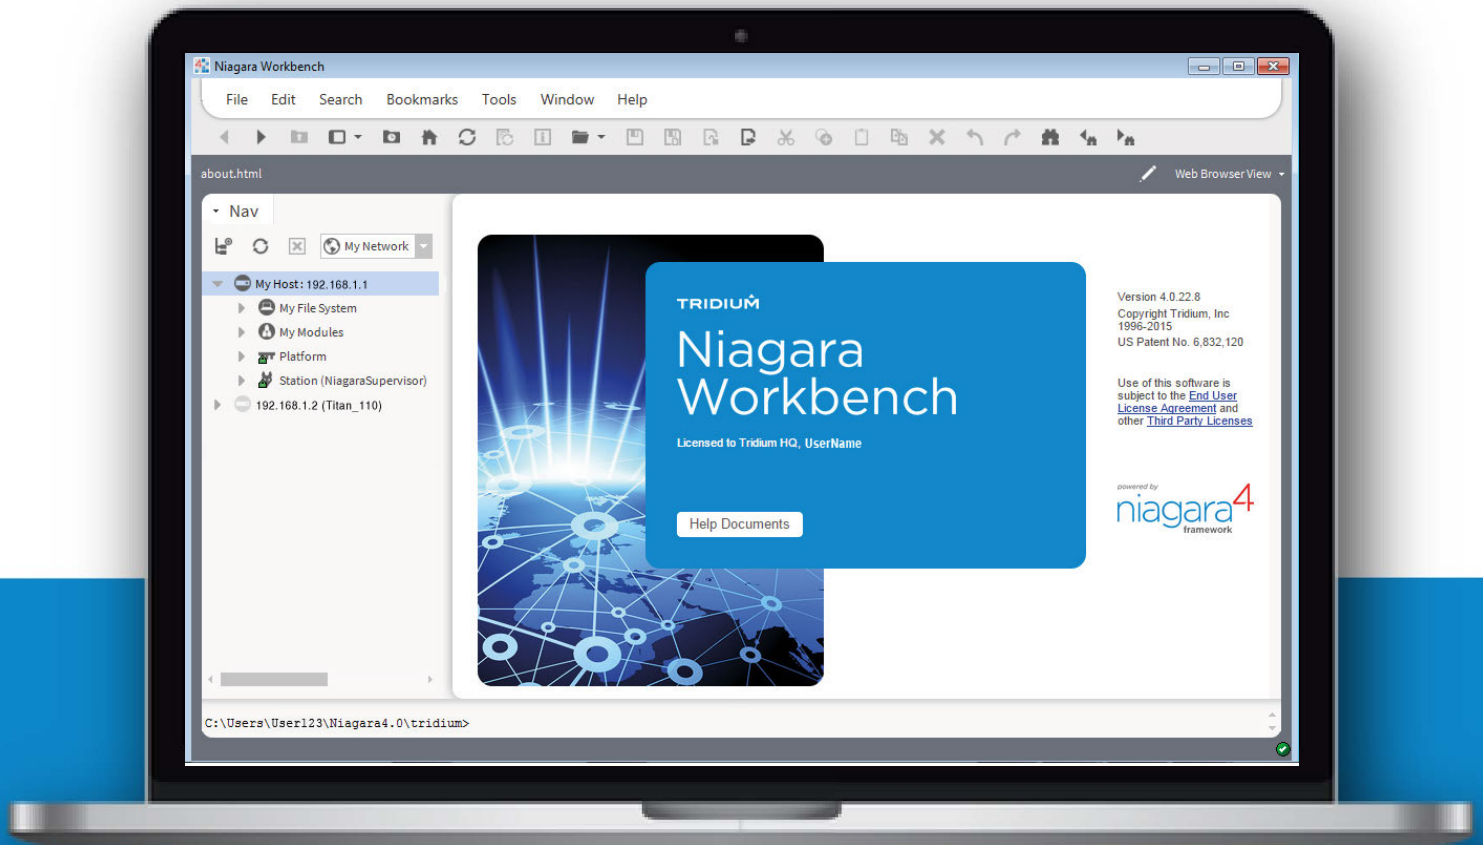 Niagara Workbench
File Edit Search Bookmarks Tools Window Help
about.html
Web Browser View
Nav
My Network
My Host : 192.168.1.1
My File System
My Modules
Platform
Station (NiagaraSupervisor)
192.168.1.2 (Titan_110)
TRIDIUM
Niagara
Workbench
Licensed to Tridium HQ, UserName
Help Documents
Version 4.0.22.8
Copyright Tridium, Inc
1996-2015
US Patent No. 6,832,120
Use of this software is
subject to the End User
License Agreement and
other Third Party Licenses
powered by
niagara4
framework
C:\Users\User123\Niagara4.0\tridium>